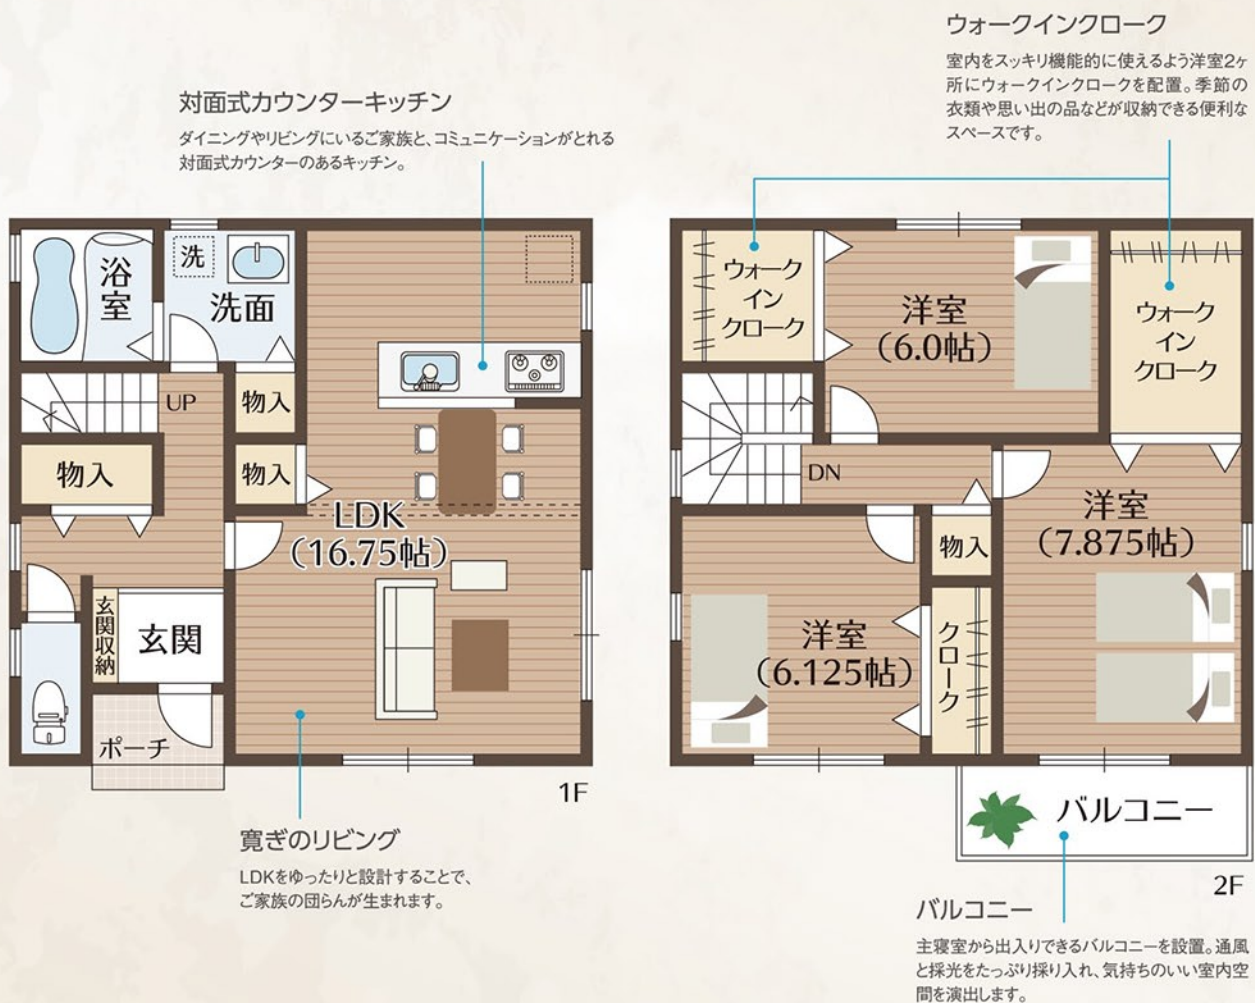 ウォークインクローク
室内をスッキリ機能的に使えるよう洋室2ヶ
所にウォークインクロークを配置。季節の
衣類や思い出の品などが収納できる便利な
スペースです。
対面式カウンターキッチン
ダイニングやリビングにいるご家族と、コミュニケーションがとれる
対面式カウンターのあるキッチン。
浴室
洗
洗面
UP
物入
物入
物入
LDK
(16.75帖)
玄関収納
玄関
ポーチ
1F
寛ぎのリビング
LDKをゆったりと設計することで、
ご家族の団らんが生まれます。
ウォーク
イン
クローク
洋室
(6.0帖)
ウォーク
イン
クローク
DN
洋室
(7.875帖)
物入
洋室
(6.125帖)
クローク
バルコニー
2F
バルコニー
主寝室から出入りできるバルコニーを設置。通風
と採光をたっぷり採り入れ、気持ちのいい室内空
間を演出します。